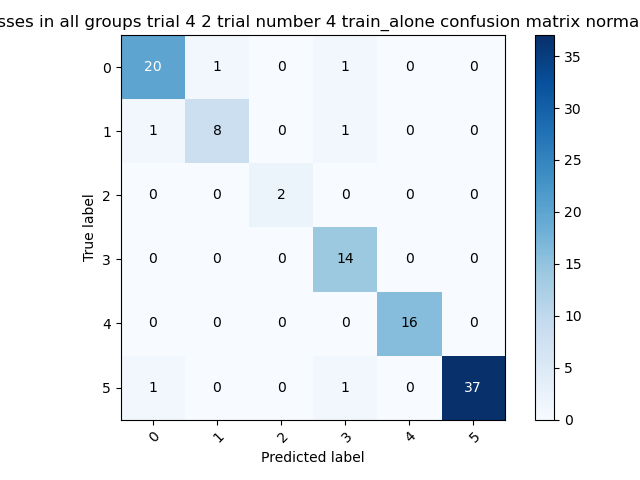 sses in all groups trial 4 2 trial number 4 train_alone confusion matrix norma
0 20 1 0 1 0 0
1 1 8 0 1 0 0
2 0 0 2 0 0 0
3 0 0 0 14 0 0
4 0 0 0 0 16 0
5 1 0 0 1 0 37
0 1 2 3 4 5
True label
Predicted label
35
30
25
20
15
10
5
0